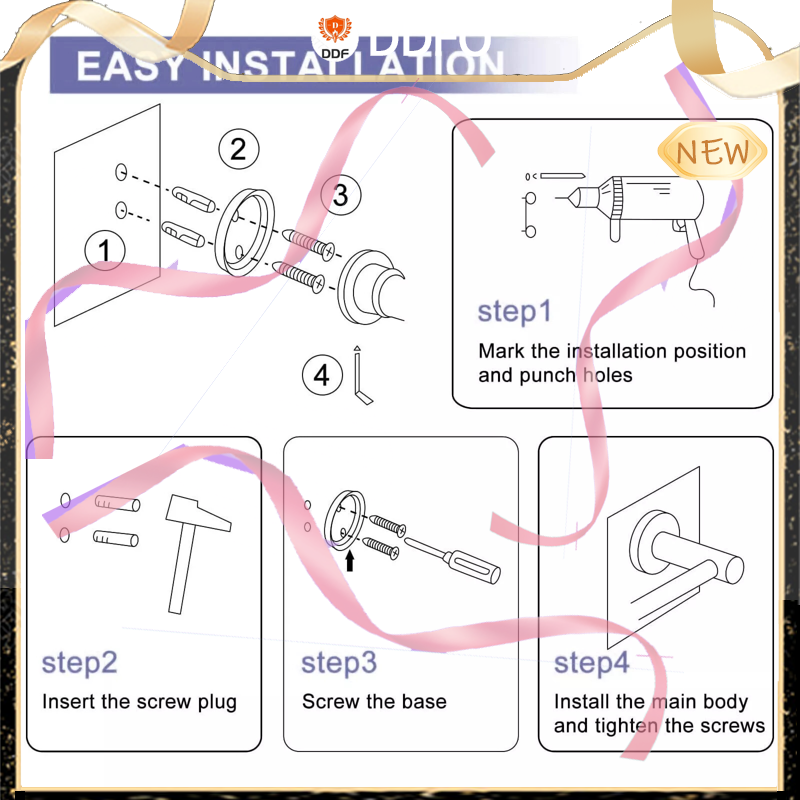 DDF
EASY INSTALLATION
NEW
2
3
1
4
step1
Mark the installation position
and punch holes
step2
Insert the screw plug
step3
Screw the base
step4
Install the main body
and tighten the screws